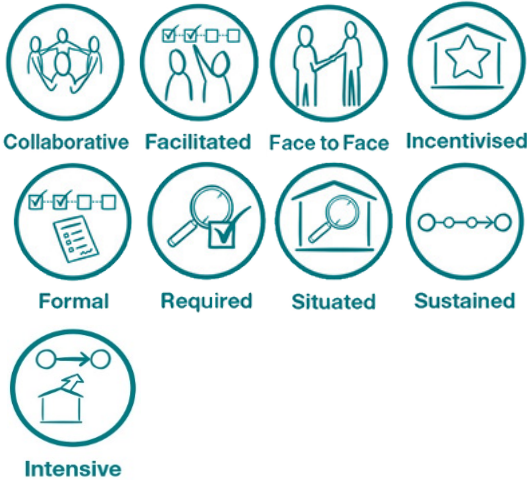 Collaborative
Facilitated
Face to Face
Incentivised
Formal
Required
Situated
Sustained
Intensive